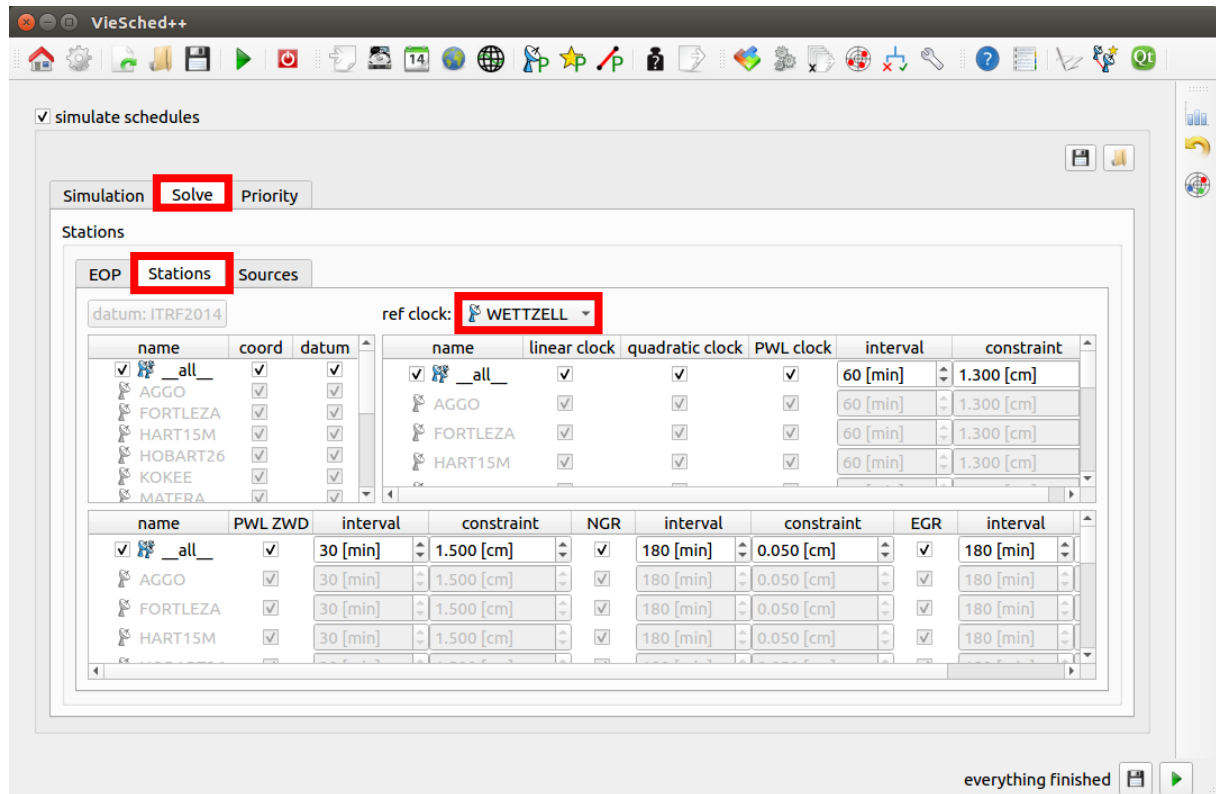 VieSched++
14
?
P P P
x
x
?
Qt
simulate schedules
Simulation Solve Priority
Stations
EOP Stations Sources
datum: ITRF2014 ref clock: WETTZELL
name coord datum
__all__
AGGO
FORTLEZA
HART15M
HOBART26
KOKEE
MATERA
name linear clock quadratic clock PWL clock interval constraint
__all__ 60 [min] 1.300 [cm]
AGGO 60 [min] 1.300 [cm]
FORTLEZA 60 [min] 1.300 [cm]
HART15M 60 [min] 1.300 [cm]
name PWL ZWD interval constraint NGR interval constraint EGR interval
__all__ 30 [min] 1.500 [cm] 180 [min] 0.050 [cm] 180 [min]
AGGO 30 [min] 1.500 [cm] 180 [min] 0.050 [cm] 180 [min]
FORTLEZA 30 [min] 1.500 [cm] 180 [min] 0.050 [cm] 180 [min]
HART15M 30 [min] 1.500 [cm] 180 [min] 0.050 [cm] 180 [min]
everything finished